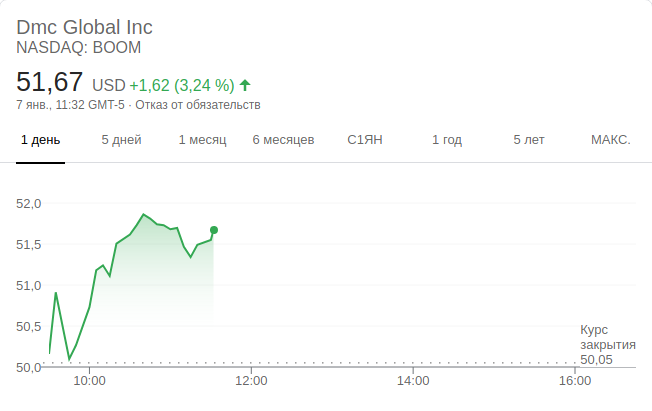 Dmc Global Inc
NASDAQ: BOOM
51,67 USD +1,62 (3,24 %)
7 янв., 11:32 GMT-5 · Отказ от обязательств
1 день 5 дней 1 месяц 6 месяцев С1ЯН 1 год 5 лет МАКС.
52,0
51,5
51,0
50,5
50,0
Курс
закрытия
50,05
10:00 12:00 14:00 16:00